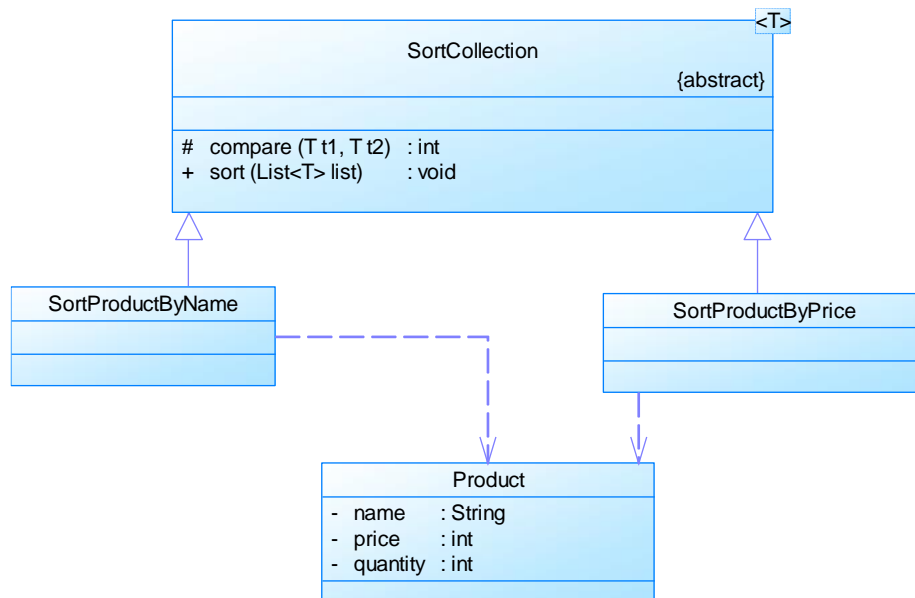 <T>
SortCollection
{abstract}
# compare (T t1, T t2) : int
+ sort (List<T> list) : void
SortProductByName
SortProductByPrice
Product
- name : String
- price : int
- quantity : int